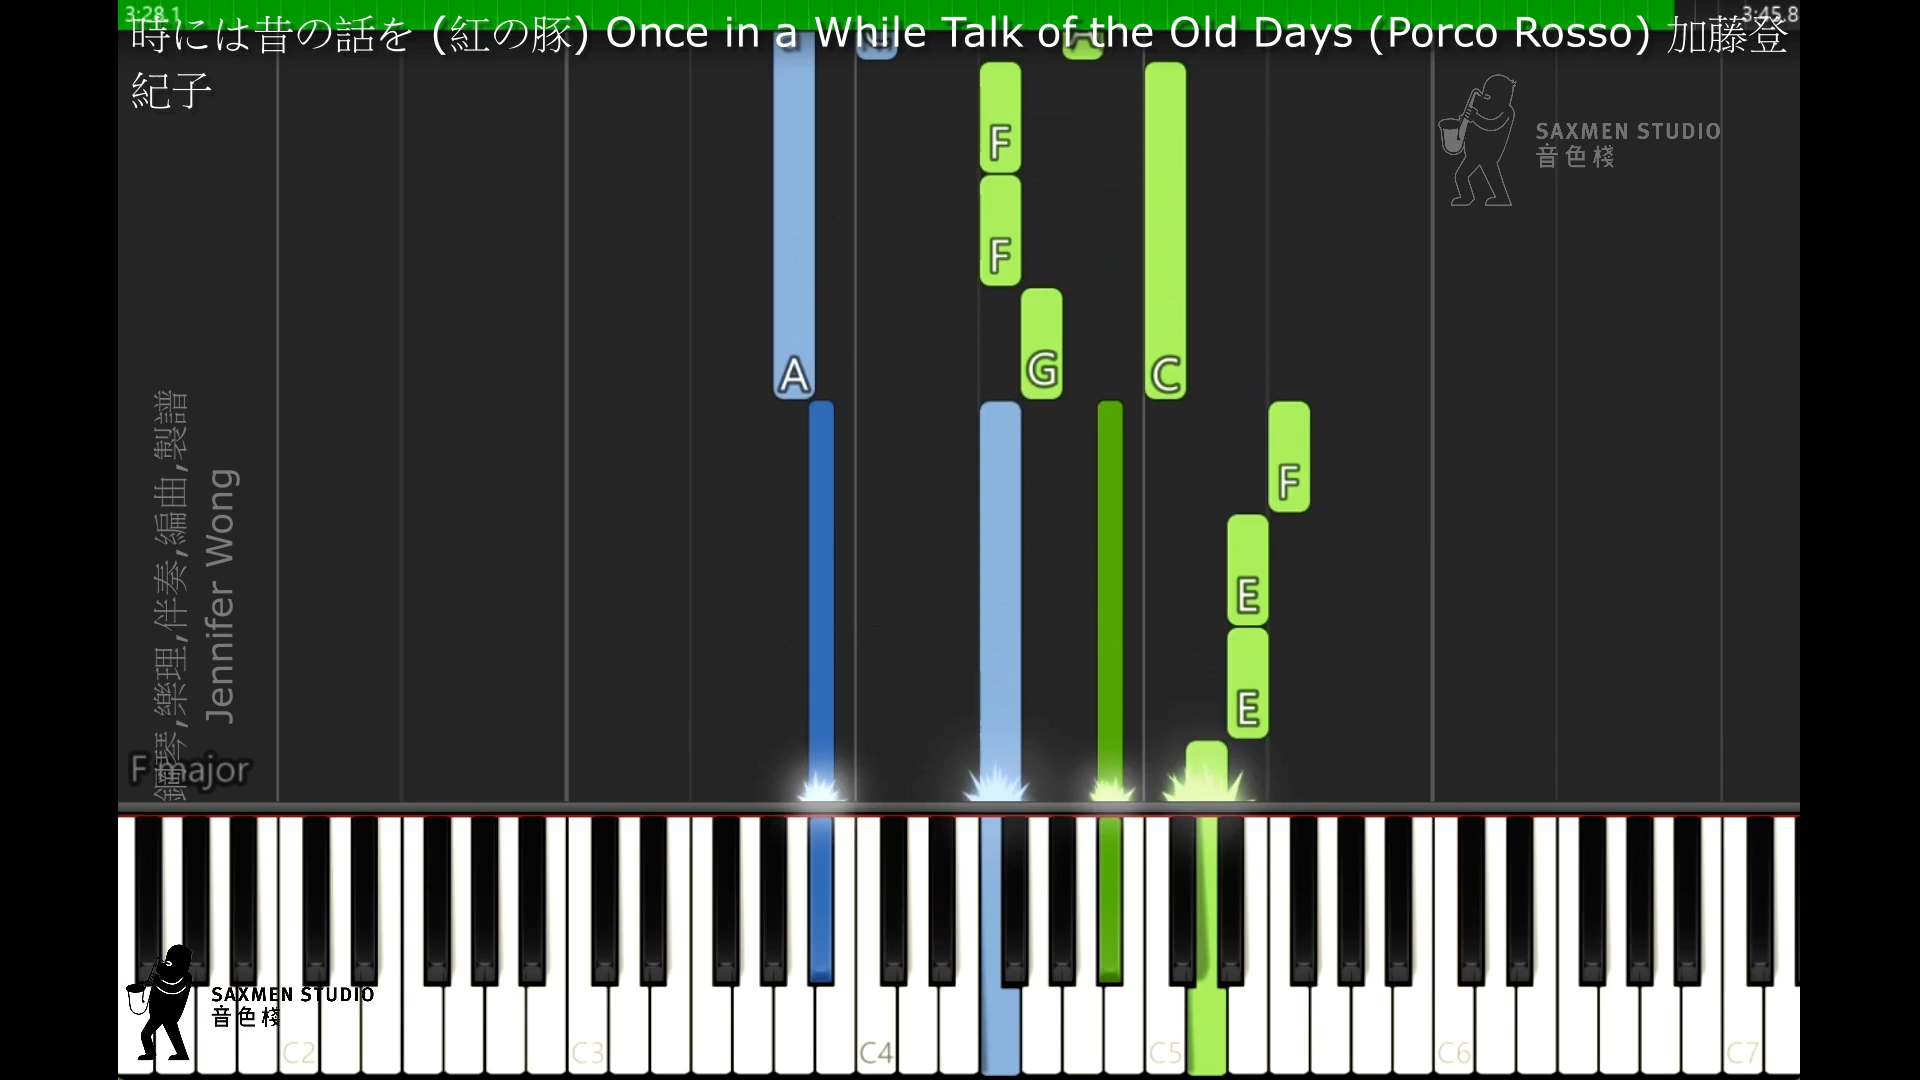 3:28.1
3:45.8
時には昔の話を (紅の豚) Once in a While Talk of the Old Days (Porco Rosso) 加藤登
紀子
SAXMEN STUDIO
音色棧
F
F
G
A
C
F
E
E
鋼琴,樂理,伴奏,編曲,製譜
Jennifer Wong
F major
SAXMEN STUDIO
音色棧
C2
C3
C4
C5
C6
C7